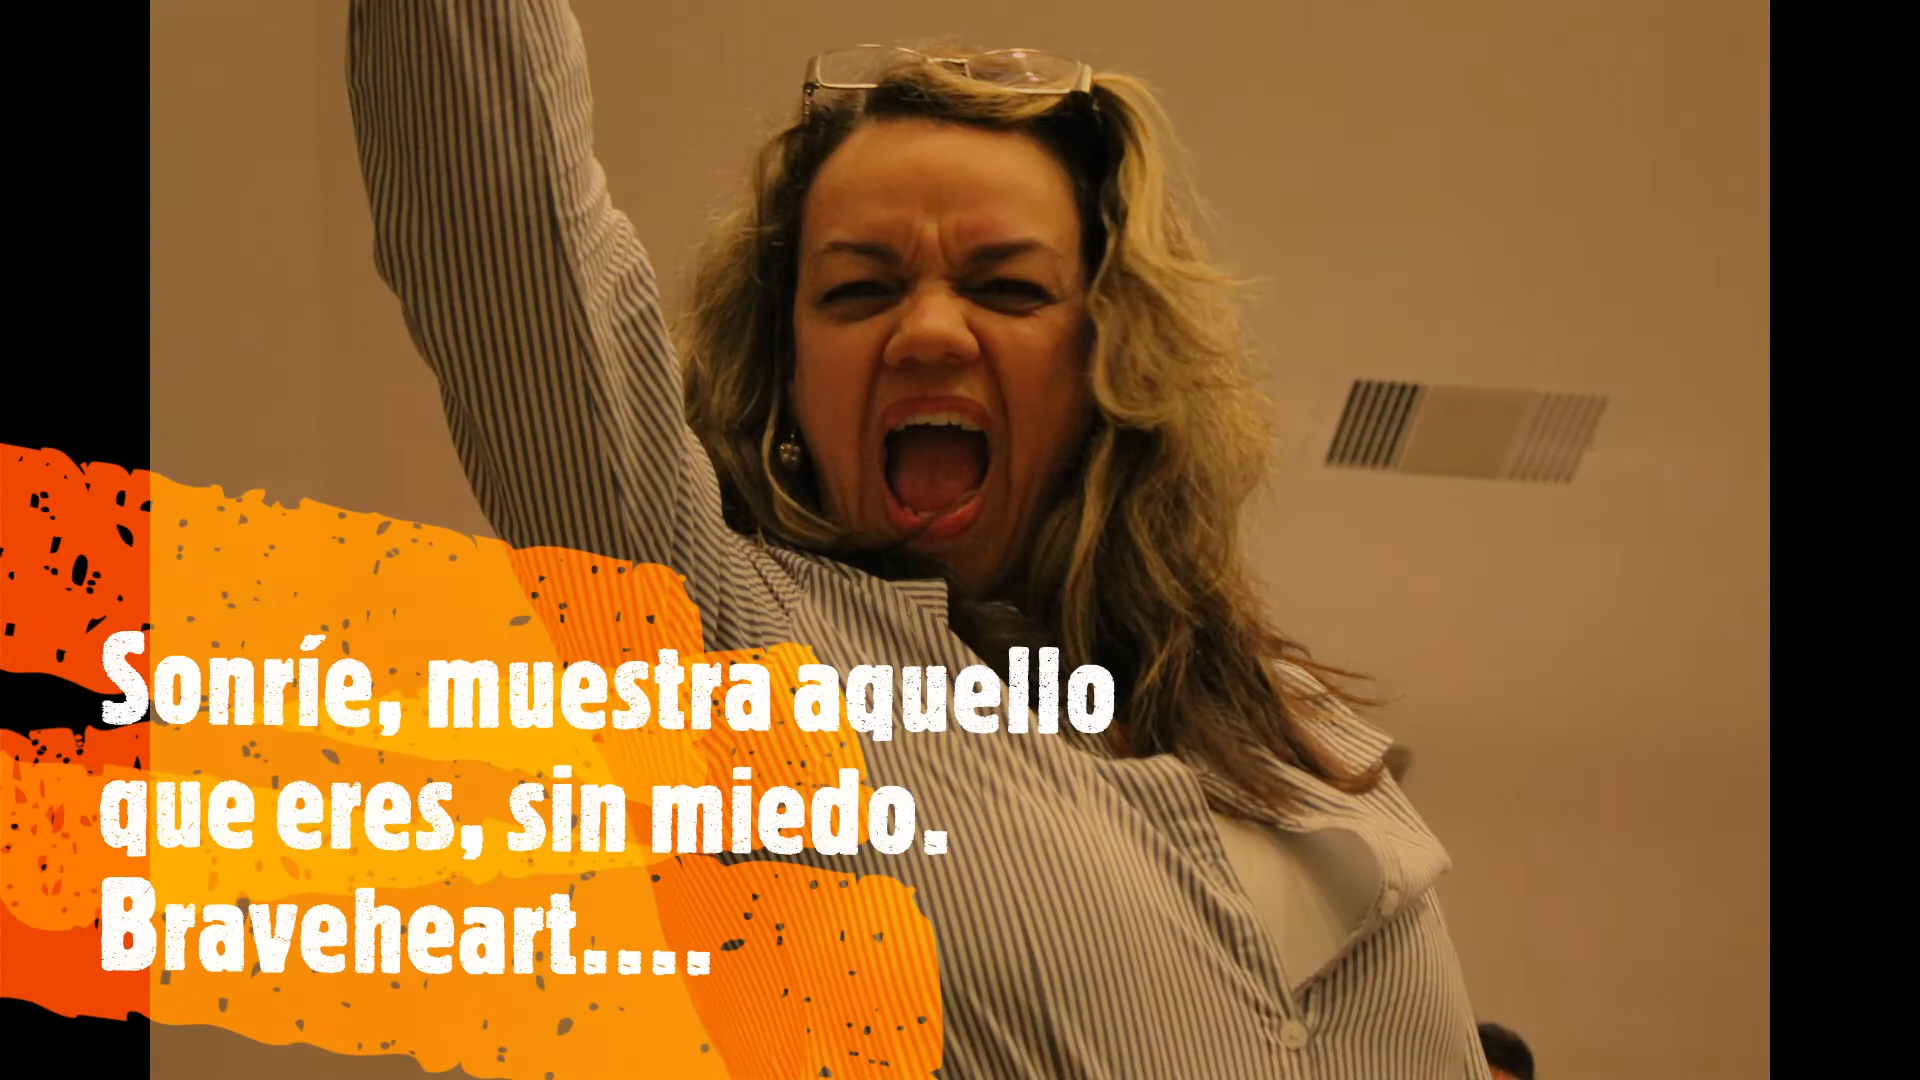 Sonríe, muestra aquello
que eres, sin miedo.
Braveheart....